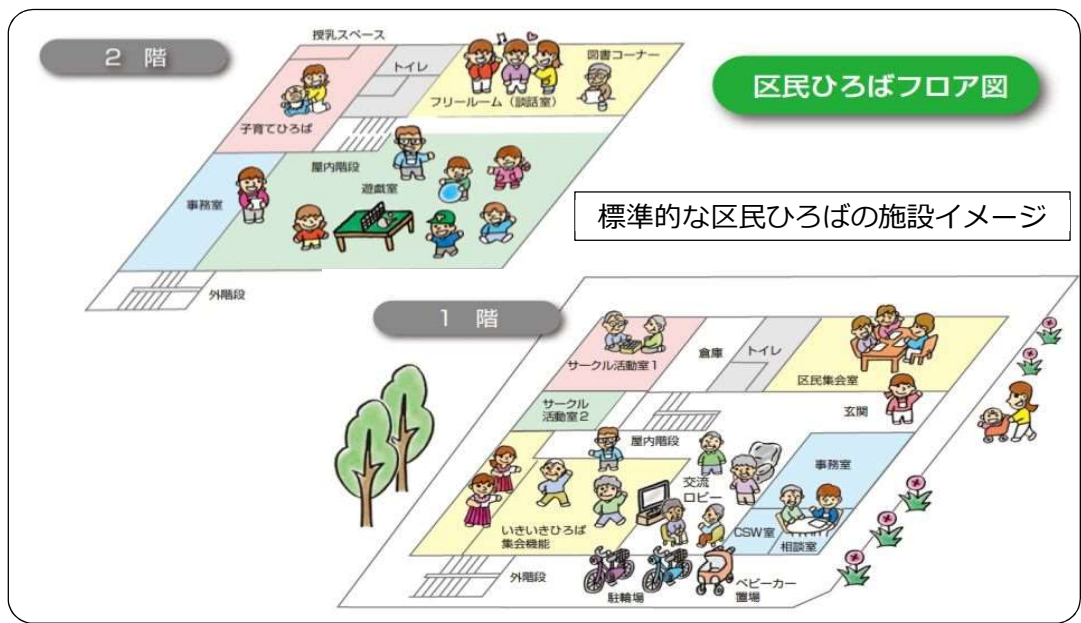 2 階
区民ひろばフロア図
標準的な区民ひろばの施設イメージ
授乳スペース
トイレ
図書コーナー
フリールーム（談話室）
子育てひろば
屋内階段
遊戯室
事務室
外階段
1 階
サークル活動室1
倉庫
トイレ
区民集会室
サークル
活動室2
玄関
屋内階段
事務室
交流
ロビー
いきいきひろば
集会機能
CSW室
相談室
外階段
駐輪場
ベビーカー
置場